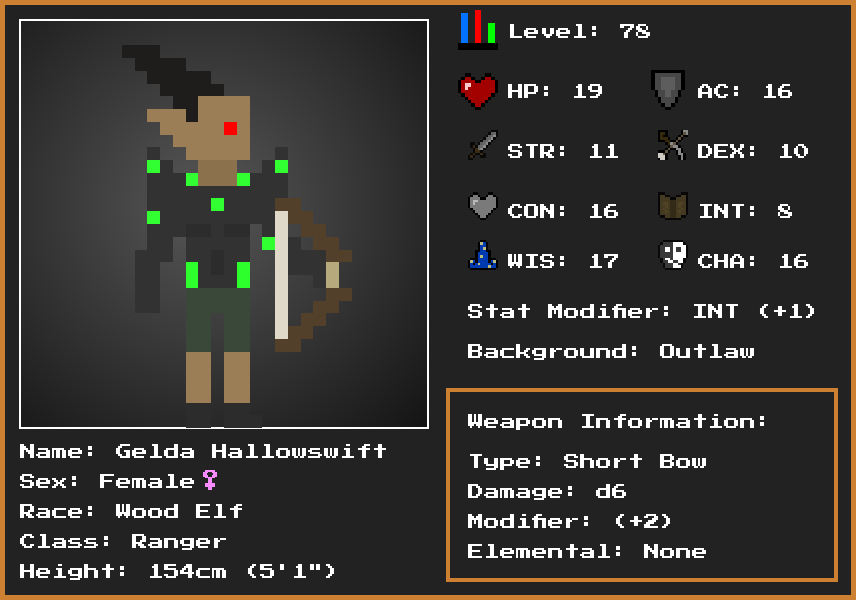 Level: 78
HP: 19
AC: 16
STR: 11
DEX: 10
CON: 16
INT: 8
WIS: 17
CHA: 16
Stat Modifier: INT (+1)
Background: Outlaw
Weapon Information:
Type: Short Bow
Damage: d6
Modifier: (+2)
Elemental: None
Name: Gelda Hallowswift
Sex: Female♀
Race: Wood Elf
Class: Ranger
Height: 154cm (5'1")